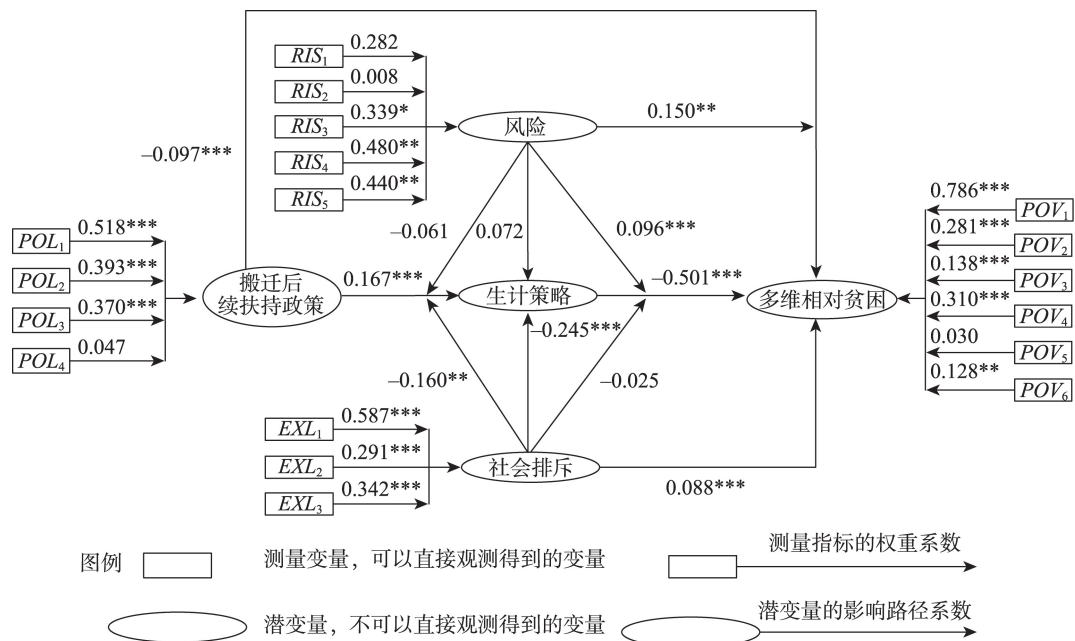 RIS₁ 0.282
RIS₂ 0.008
RIS₃ 0.339*
RIS₄ 0.480**
RIS₅ 0.440**
风险
0.150**
–0.097***
–0.061
0.072
0.096***
POL₁ 0.518***
POL₂ 0.393***
POL₃ 0.370***
POL₄ 0.047
搬迁后
续扶持政策
0.167***
生计策略
–0.501***
多维相对贫困
0.786*** POV₁
0.281*** POV₂
0.138*** POV₃
0.310*** POV₄
0.030 POV₅
0.128** POV₆
–0.245***
–0.160**
–0.025
EXL₁ 0.587***
EXL₂ 0.291***
EXL₃ 0.342***
社会排斥
0.088***
图例
测量变量，可以直接观测得到的变量
测量指标的权重系数
潜变量，不可以直接观测得到的变量
潜变量的影响路径系数